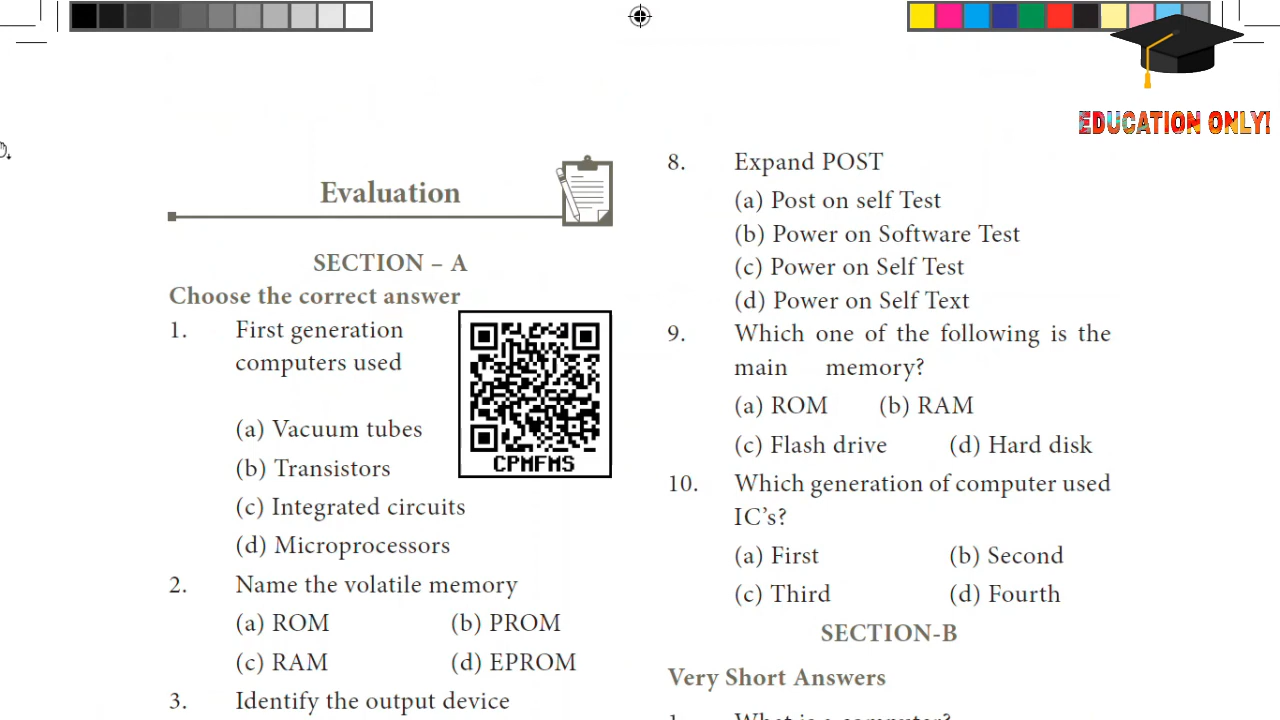 EDUCATION ONLY!
Evaluation
SECTION – A
Choose the correct answer
1. First generation
computers used
(a) Vacuum tubes
(b) Transistors
(c) Integrated circuits
(d) Microprocessors
CPMFMS
2. Name the volatile memory
(a) ROM (b) PROM
(c) RAM (d) EPROM
3. Identify the output device
8. Expand POST
(a) Post on self Test
(b) Power on Software Test
(c) Power on Self Test
(d) Power on Self Text
9. Which one of the following is the
main memory?
(a) ROM (b) RAM
(c) Flash drive (d) Hard disk
10. Which generation of computer used
IC’s?
(a) First (b) Second
(c) Third (d) Fourth
SECTION-B
Very Short Answers
1. What is a computer?